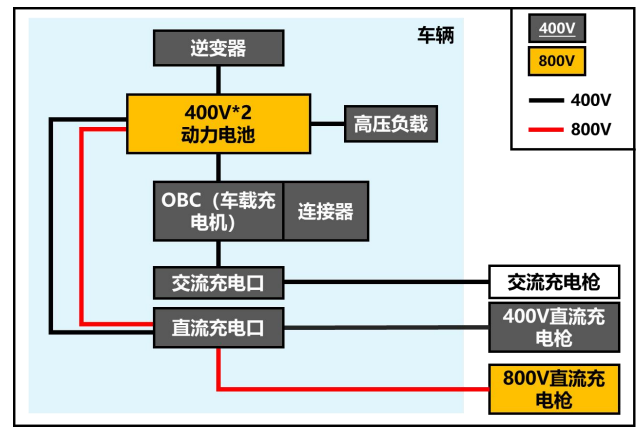 逆变器
车辆
400V
800V
400V
800V
400V*2
动力电池
高压负载
OBC（车载充
电机）
连接器
交流充电口
交流充电枪
直流充电口
400V直流充
电枪
800V直流充
电枪